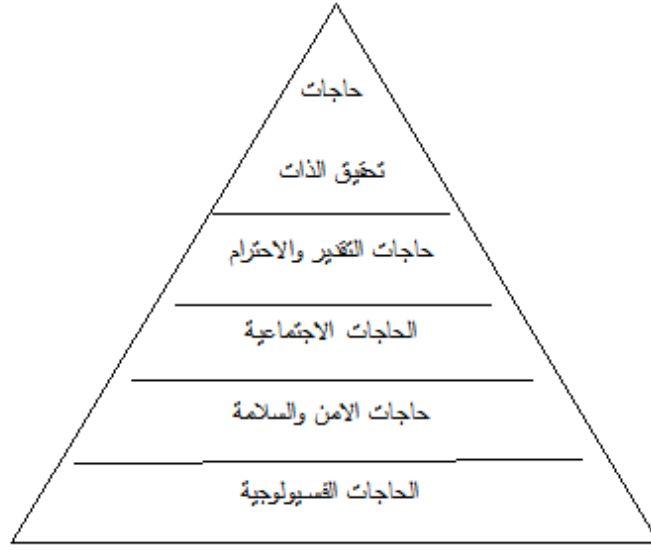 حاجات
تحقيق الذات
حاجات التقدير والاحترام
الحاجات الاجتماعية
حاجات الامن والسلامة
الحاجات الفسيولوجية